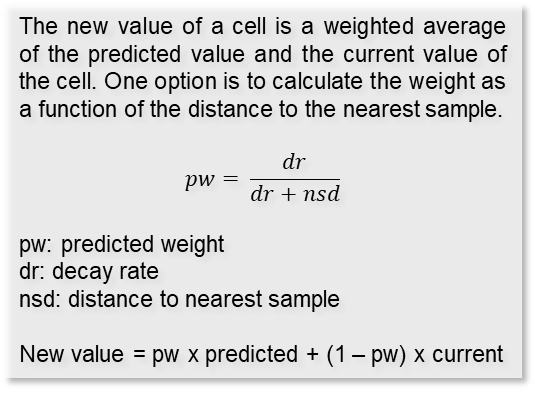 The new value of a cell is a weighted average
of the predicted value and the current value of
the cell. One option is to calculate the weight as
a function of the distance to the nearest sample.
pw = dr / (dr + nsd)
pw: predicted weight
dr: decay rate
nsd: distance to nearest sample
New value = pw x predicted + (1 – pw) x current